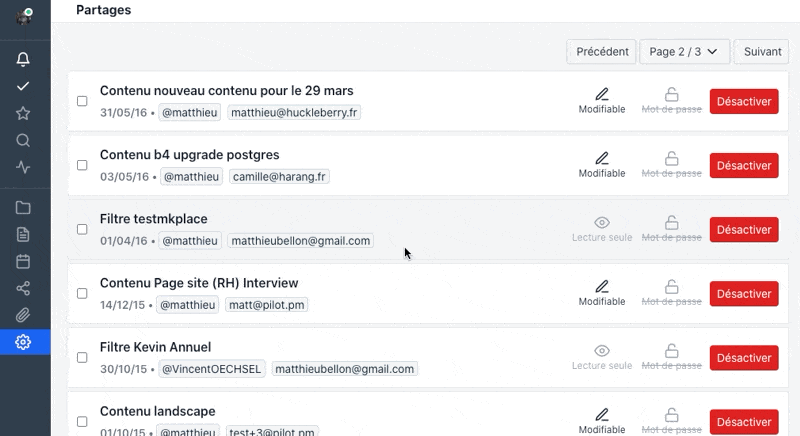 Partages
Précédent Page 2 / 3 Suivant
Contenu nouveau contenu pour le 29 mars
31/05/16 • @matthieu matthieu@huckleberry.fr
Modifiable Mot de passe Désactiver
Contenu b4 upgrade postgres
03/05/16 • @matthieu camille@harang.fr
Modifiable Mot de passe Désactiver
Filtre testmkplace
01/04/16 • @matthieu matthieubellon@gmail.com
Lecture seule Mot de passe Désactiver
Contenu Page site (RH) Interview
14/12/15 • @matthieu matt@pilot.pm
Modifiable Mot de passe Désactiver
Filtre Kevin Annuel
30/10/15 • @VincentOECHSEL matthieubellon@gmail.com
Lecture seule Mot de passe Désactiver
Contenu landscape
01/10/15 • @matthieu test+3@pilot.pm
Modifiable Mot de passe Désactiver